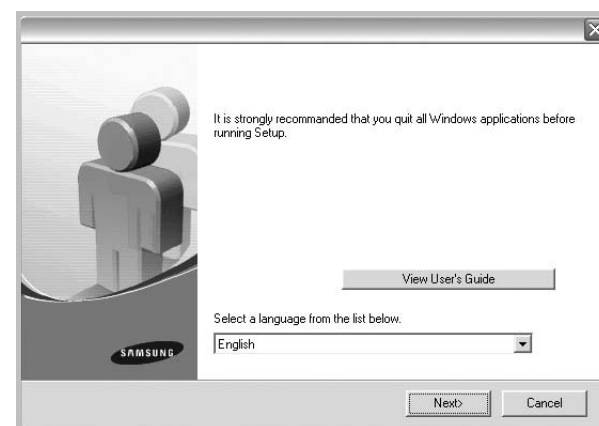 It is strongly recommanded that you quit all Windows applications before
running Setup.
View User's Guide
Select a language from the list below.
English
SAMSUNG
Next>
Cancel